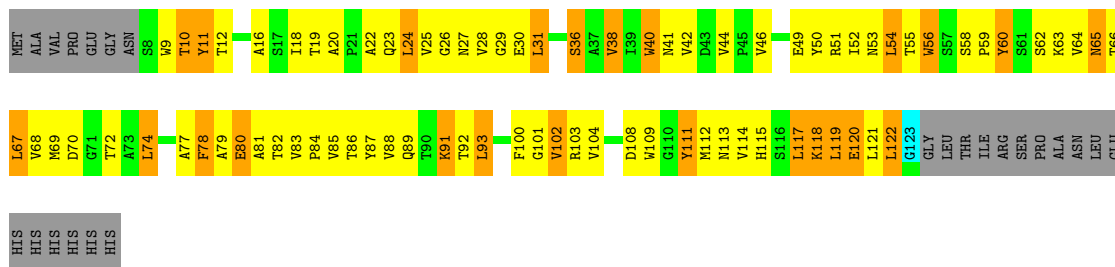 MET ALA VAL PRO GLU GLY ASN S8 W9 T10 Y11 T12 A16 S17 I18 T19 A20 P21 A22 Q23 L24 V25 G26 N27 V28 G29 E30 L31 S36 A37 V38 I39 W40 N41 V42 D43 V44 P45 V46 E49 Y50 R51 I52 N53 L54 T55 W56 S57 S58 P59 Y60 S61 S62 K63 V64 N65 T66
L67 V68 M69 D70 G71 T72 A73 L74 A77 F78 A79 E80 A81 T82 V83 P84 V85 T86 Y87 V88 Q89 T90 K91 T92 L93 F100 G101 V102 R103 V104 D108 W109 G110 Y111 M112 N113 V114 H115 S116 L117 K118 L119 E120 L121 L122 G123 GLY LEU THR ILE ARG SER PRO ALA ASN LEU GLU
HIS HIS HIS HIS HIS HIS